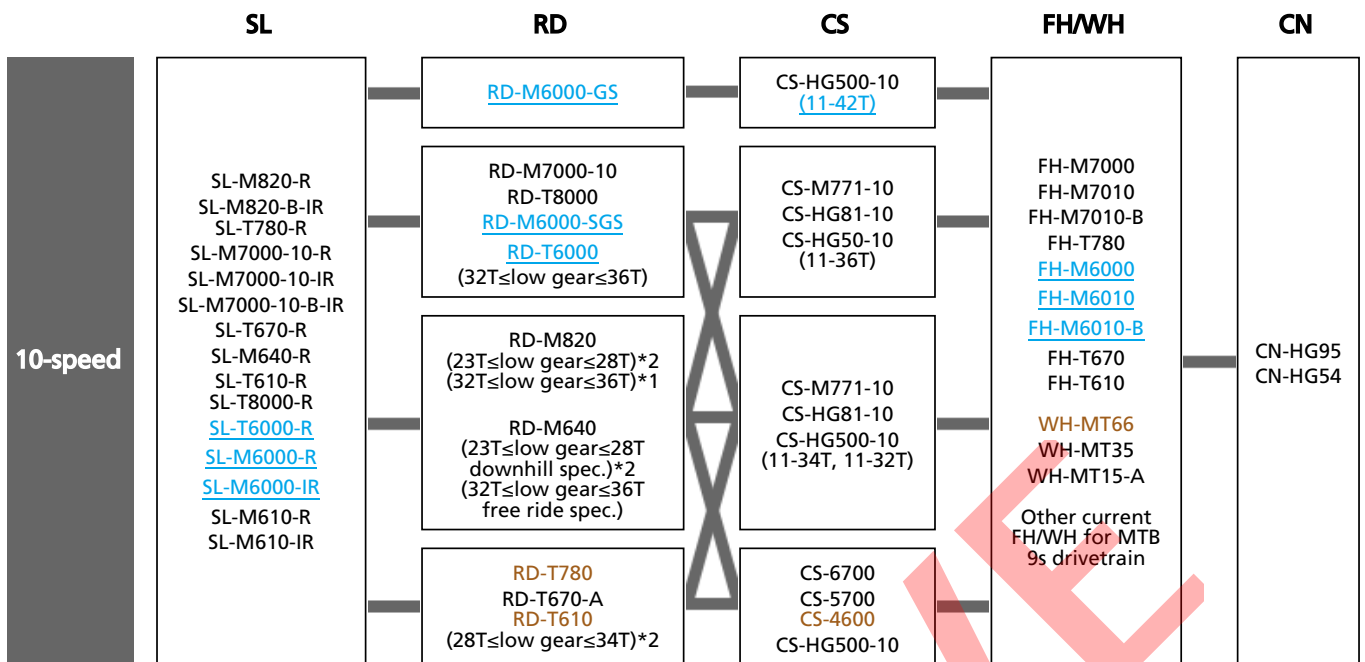 SL RD CS FH/WH CN
10-speed
SL-M820-R
SL-M820-B-IR
SL-T780-R
SL-M7000-10-R
SL-M7000-10-IR
SL-M7000-10-B-IR
SL-T670-R
SL-M640-R
SL-T610-R
SL-T8000-R
SL-T6000-R
SL-M6000-R
SL-M6000-IR
SL-M610-R
SL-M610-IR
RD-M6000-GS
RD-M7000-10
RD-T8000
RD-M6000-SGS
RD-T6000
(32T≤low gear≤36T)
RD-M820
(23T≤low gear≤28T)*2
(32T≤low gear≤36T)*1
RD-M640
(23T≤low gear≤28T
downhill spec.)*2
(32T≤low gear≤36T
free ride spec.)
RD-T780
RD-T670-A
RD-T610
(28T≤low gear≤34T)*2
CS-HG500-10
(11-42T)
CS-M771-10
CS-HG81-10
CS-HG50-10
(11-36T)
CS-M771-10
CS-HG81-10
CS-HG500-10
(11-34T, 11-32T)
CS-6700
CS-5700
CS-4600
CS-HG500-10
FH-M7000
FH-M7010
FH-M7010-B
FH-T780
FH-M6000
FH-M6010
FH-M6010-B
FH-T670
FH-T610
WH-MT66
WH-MT35
WH-MT15-A
Other current
FH/WH for MTB
9s drivetrain
CN-HG95
CN-HG54